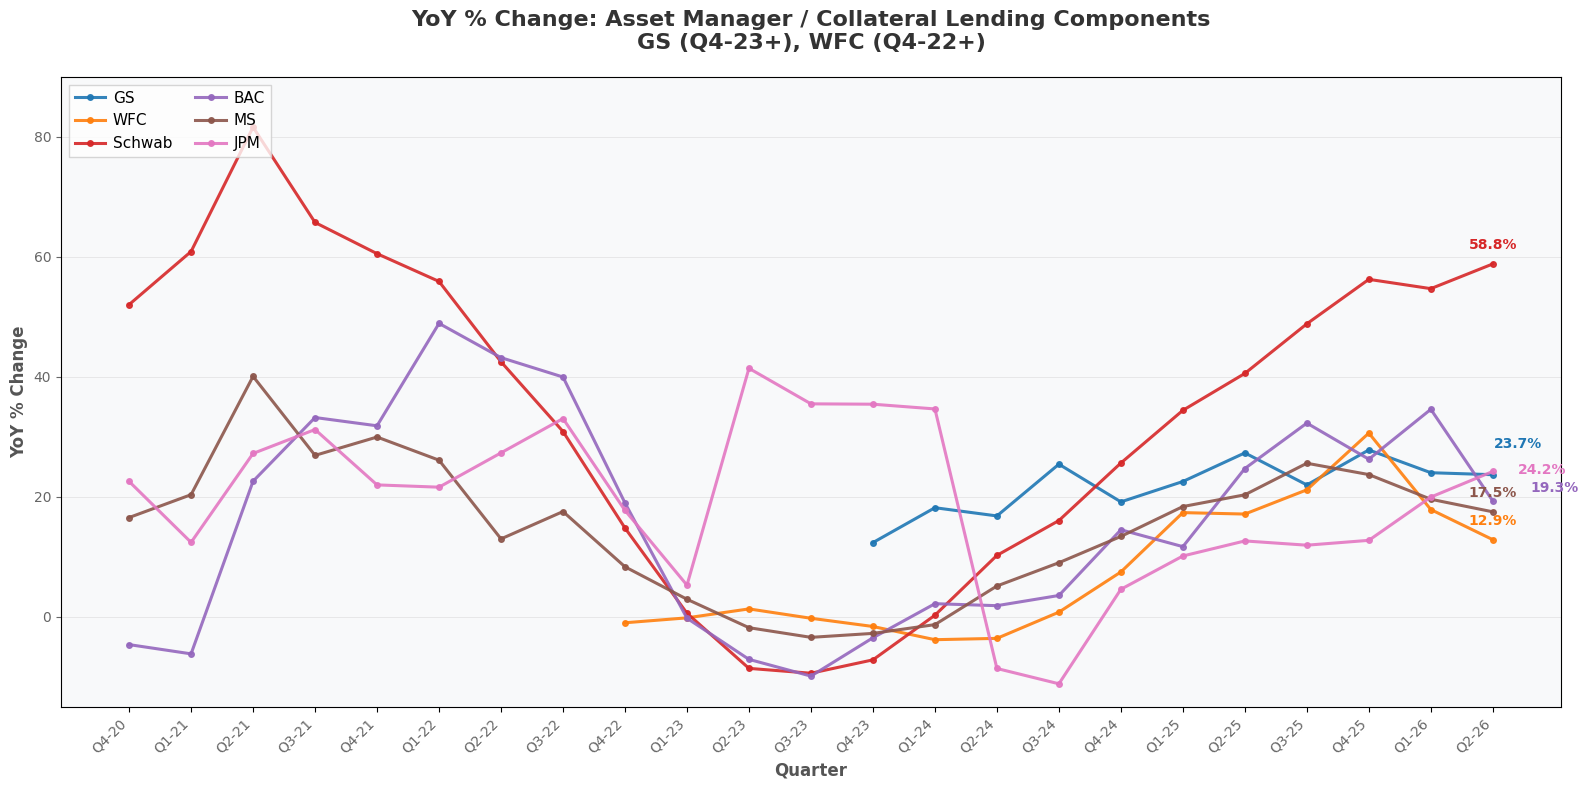 YoY % Change: Asset Manager / Collateral Lending Components
GS (Q4-23+), WFC (Q4-22+)
GS
WFC
Schwab
BAC
MS
JPM
YoY % Change
80
60
40
20
0
58.8%
23.7%
24.2%
19.3%
17.5%
12.9%
Q4-20
Q1-21
Q2-21
Q3-21
Q4-21
Q1-22
Q2-22
Q3-22
Q4-22
Q1-23
Q2-23
Q3-23
Q4-23
Q1-24
Q2-24
Q3-24
Q4-24
Q1-25
Q2-25
Q3-25
Q4-25
Q1-26
Q2-26
Quarter